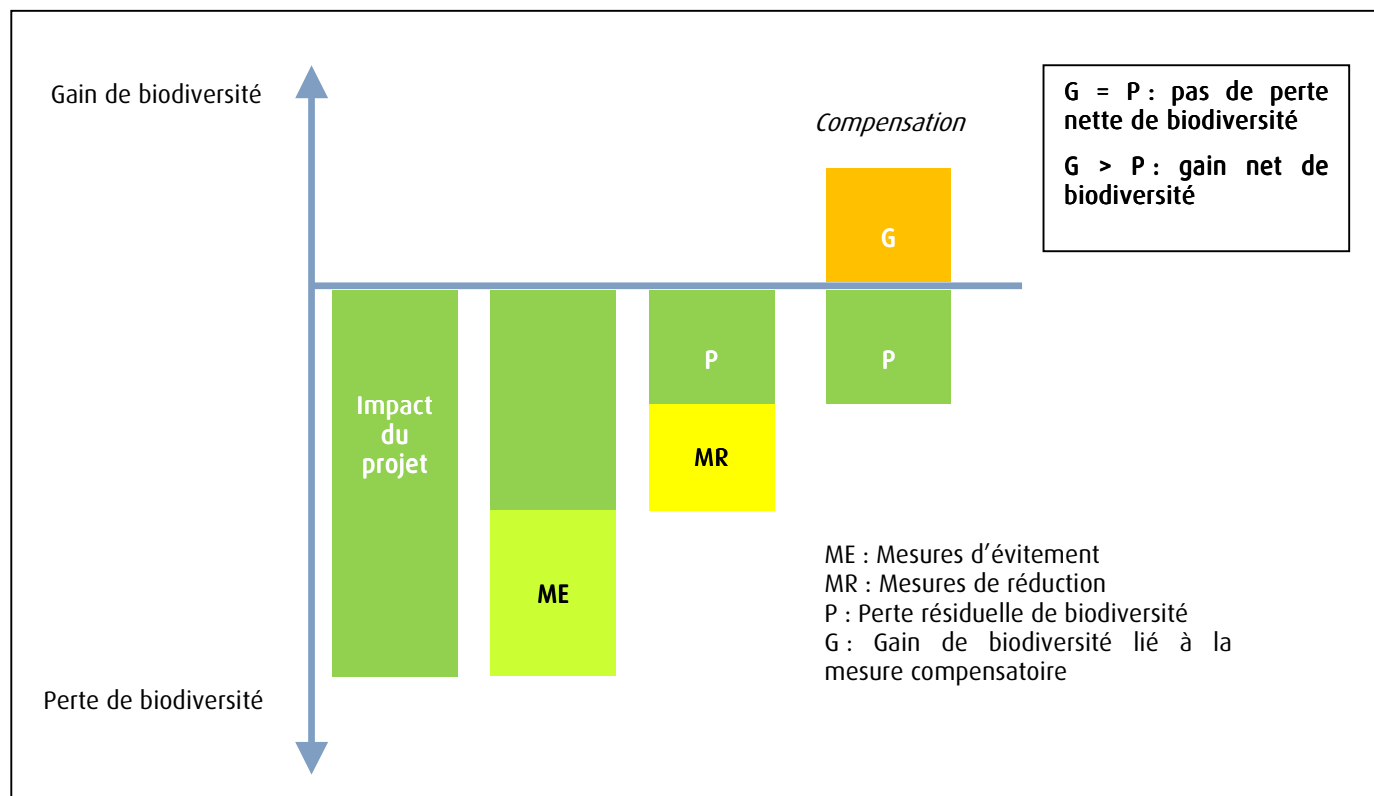 Gain de biodiversité
Compensation
G = P : pas de perte
nette de biodiversité
G > P : gain net de
biodiversité
G
P
P
Impact
du
projet
MR
ME
ME : Mesures d’évitement
MR : Mesures de réduction
P : Perte résiduelle de biodiversité
G : Gain de biodiversité lié à la
mesure compensatoire
Perte de biodiversité